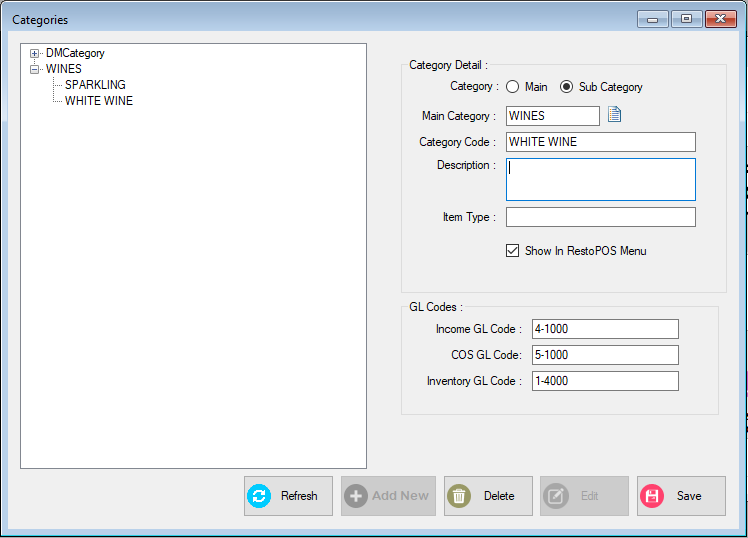 Categories
DMCategory
WINES
SPARKLING
WHITE WINE
Category Detail :
Category : Main Sub Category
Main Category : WINES
Category Code : WHITE WINE
Description :
Item Type :
Show In RestoPOS Menu
GL Codes :
Income GL Code : 4-1000
COS GL Code: 5-1000
Inventory GL Code : 1-4000
Refresh Add New Delete Edit Save